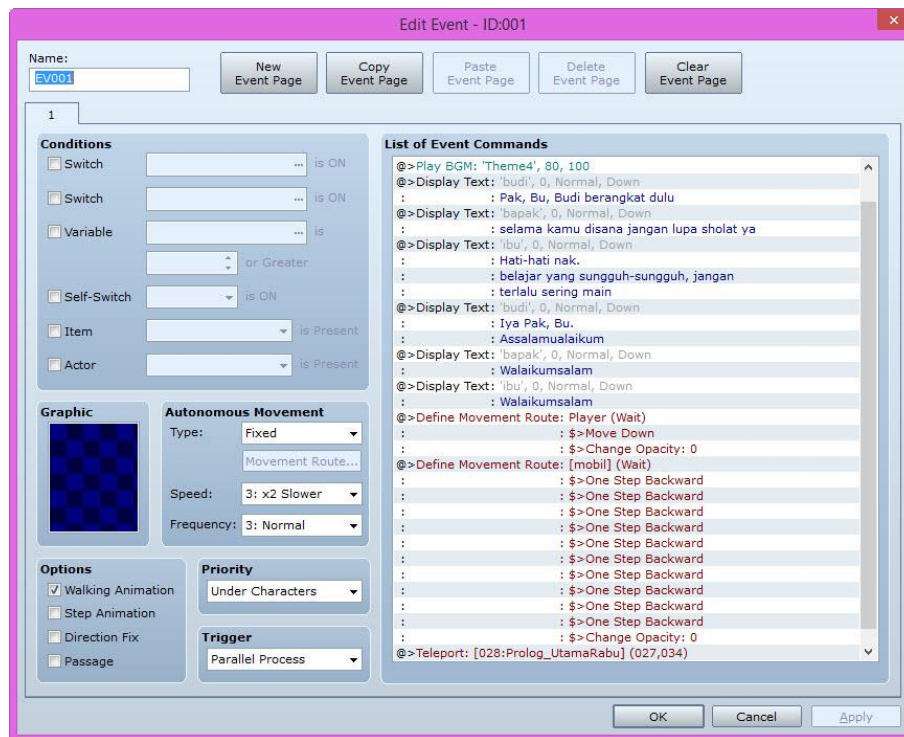 Edit Event - ID:001
Name:
EV001
New
Event Page
Copy
Event Page
Paste
Event Page
Delete
Event Page
Clear
Event Page
1
Conditions
Switch ... is ON
Switch ... is ON
Variable ... is
or Greater
Self-Switch is ON
Item is Present
Actor is Present
Graphic
Autonomous Movement
Type: Fixed
Movement Route...
Speed: 3: x2 Slower
Frequency: 3: Normal
Options
Walking Animation
Step Animation
Direction Fix
Passage
Priority
Under Characters
Trigger
Parallel Process
List of Event Commands
@>Play BGM: 'Theme4', 80, 100
@>Display Text: 'budi', 0, Normal, Down
: : Pak, Bu, Budi berangkat dulu
@>Display Text: 'bapak', 0, Normal, Down
: : selama kamu disana jangan lupa sholat ya
@>Display Text: 'ibu', 0, Normal, Down
: : Hati-hati nak.
: : belajar yang sungguh-sungguh, jangan
: : terlalu sering main
@>Display Text: 'budi', 0, Normal, Down
: : Iya Pak, Bu.
: : Assalamualaikum
@>Display Text: 'bapak', 0, Normal, Down
: : Walaikumsalam
@>Display Text: 'ibu', 0, Normal, Down
: : Walaikumsalam
@>Define Movement Route: Player (Wait)
: : $>Move Down
: : $>Change Opacity: 0
@>Define Movement Route: [mobil] (Wait)
: : $>One Step Backward
: : $>One Step Backward
: : $>One Step Backward
: : $>One Step Backward
: : $>One Step Backward
: : $>One Step Backward
: : $>One Step Backward
: : $>One Step Backward
: : $>One Step Backward
: : $>One Step Backward
: : $>Change Opacity: 0
@>Teleport: [028:Prolog_UtamaRabu] (027,034)
OK
Cancel
Apply